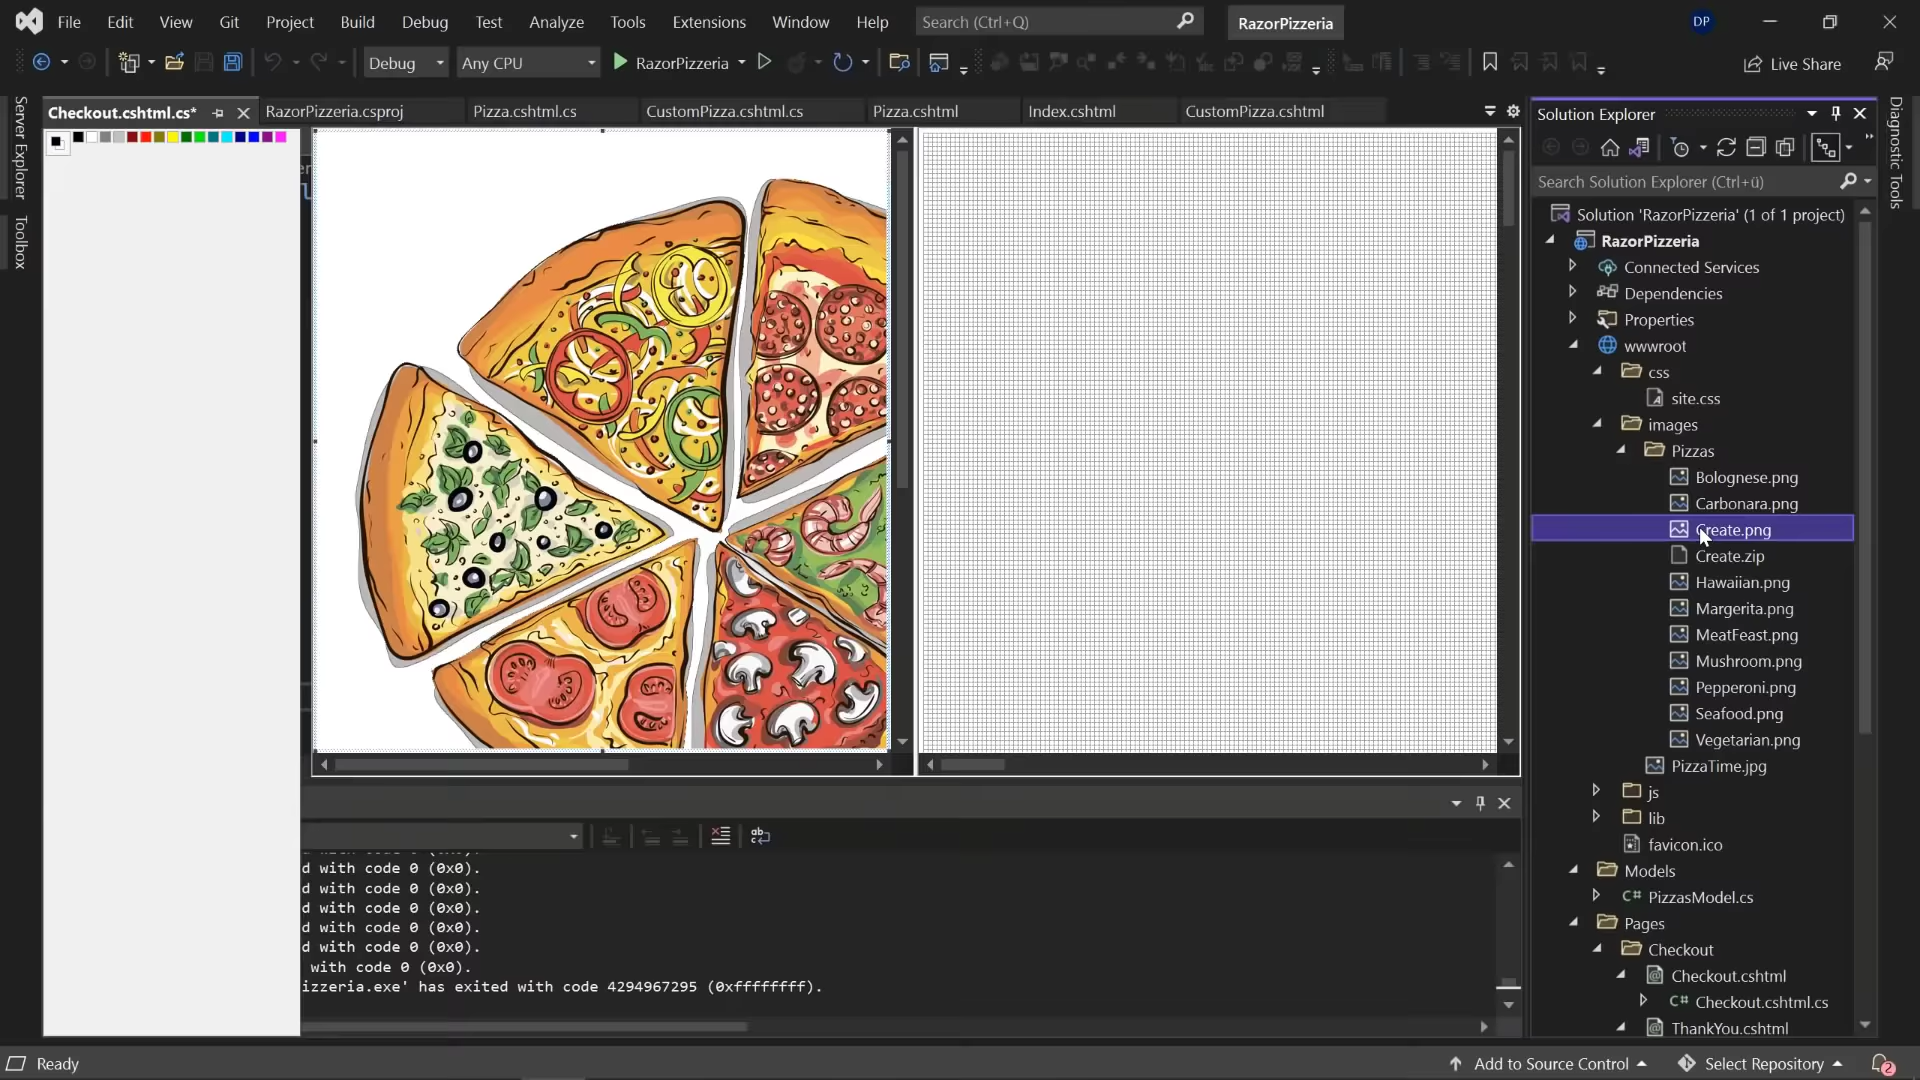 File Edit View Git Project Build Debug Test Analyze Tools Extensions Window Help Search (Ctrl+Q) RazorPizzeria DP
Debug Any CPU RazorPizzeria Live Share
Server Explorer
Toolbox
Checkout.cshtml.cs* RazorPizzeria.csproj Pizza.cshtml.cs CustomPizza.cshtml.cs Pizza.cshtml Index.cshtml CustomPizza.cshtml
d with code 0 (0x0).
d with code 0 (0x0).
d with code 0 (0x0).
d with code 0 (0x0).
with code 0 (0x0).
izzeria.exe' has exited with code 4294967295 (0xffffffff).
Solution Explorer
Search Solution Explorer (Ctrl+ü)
Solution 'RazorPizzeria' (1 of 1 project)
RazorPizzeria
Connected Services
Dependencies
Properties
wwwroot
css
site.css
images
Pizzas
Bolognese.png
Carbonara.png
Create.png
Create.zip
Hawaiian.png
Margerita.png
MeatFeast.png
Mushroom.png
Pepperoni.png
Seafood.png
Vegetarian.png
PizzaTime.jpg
js
lib
favicon.ico
Models
C# PizzasModel.cs
Pages
Checkout
Checkout.cshtml
C# Checkout.cshtml.cs
ThankYou.cshtml
Diagnostic Tools
Ready Add to Source Control Select Repository 2